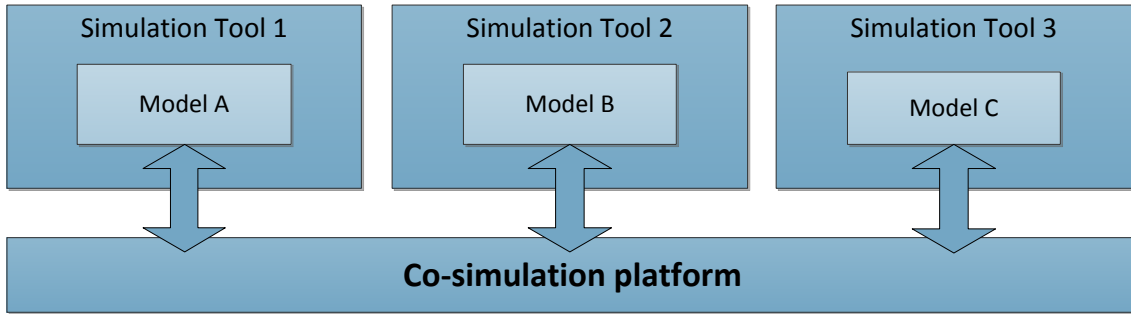 Simulation Tool 1
Simulation Tool 2
Simulation Tool 3
Model A
Model B
Model C
Co-simulation platform